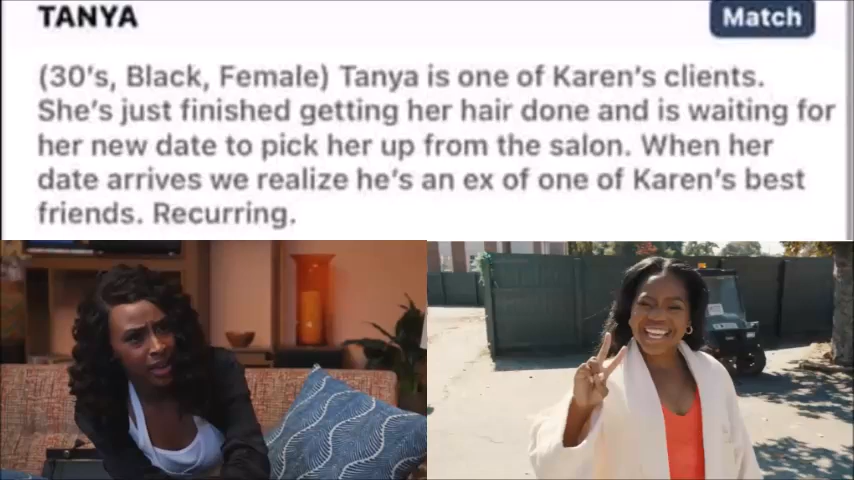 TANYA
Match
(30's, Black, Female) Tanya is one of Karen's clients.
She's just finished getting her hair done and is waiting for
her new date to pick her up from the salon. When her
date arrives we realize he's an ex of one of Karen's best
friends. Recurring.